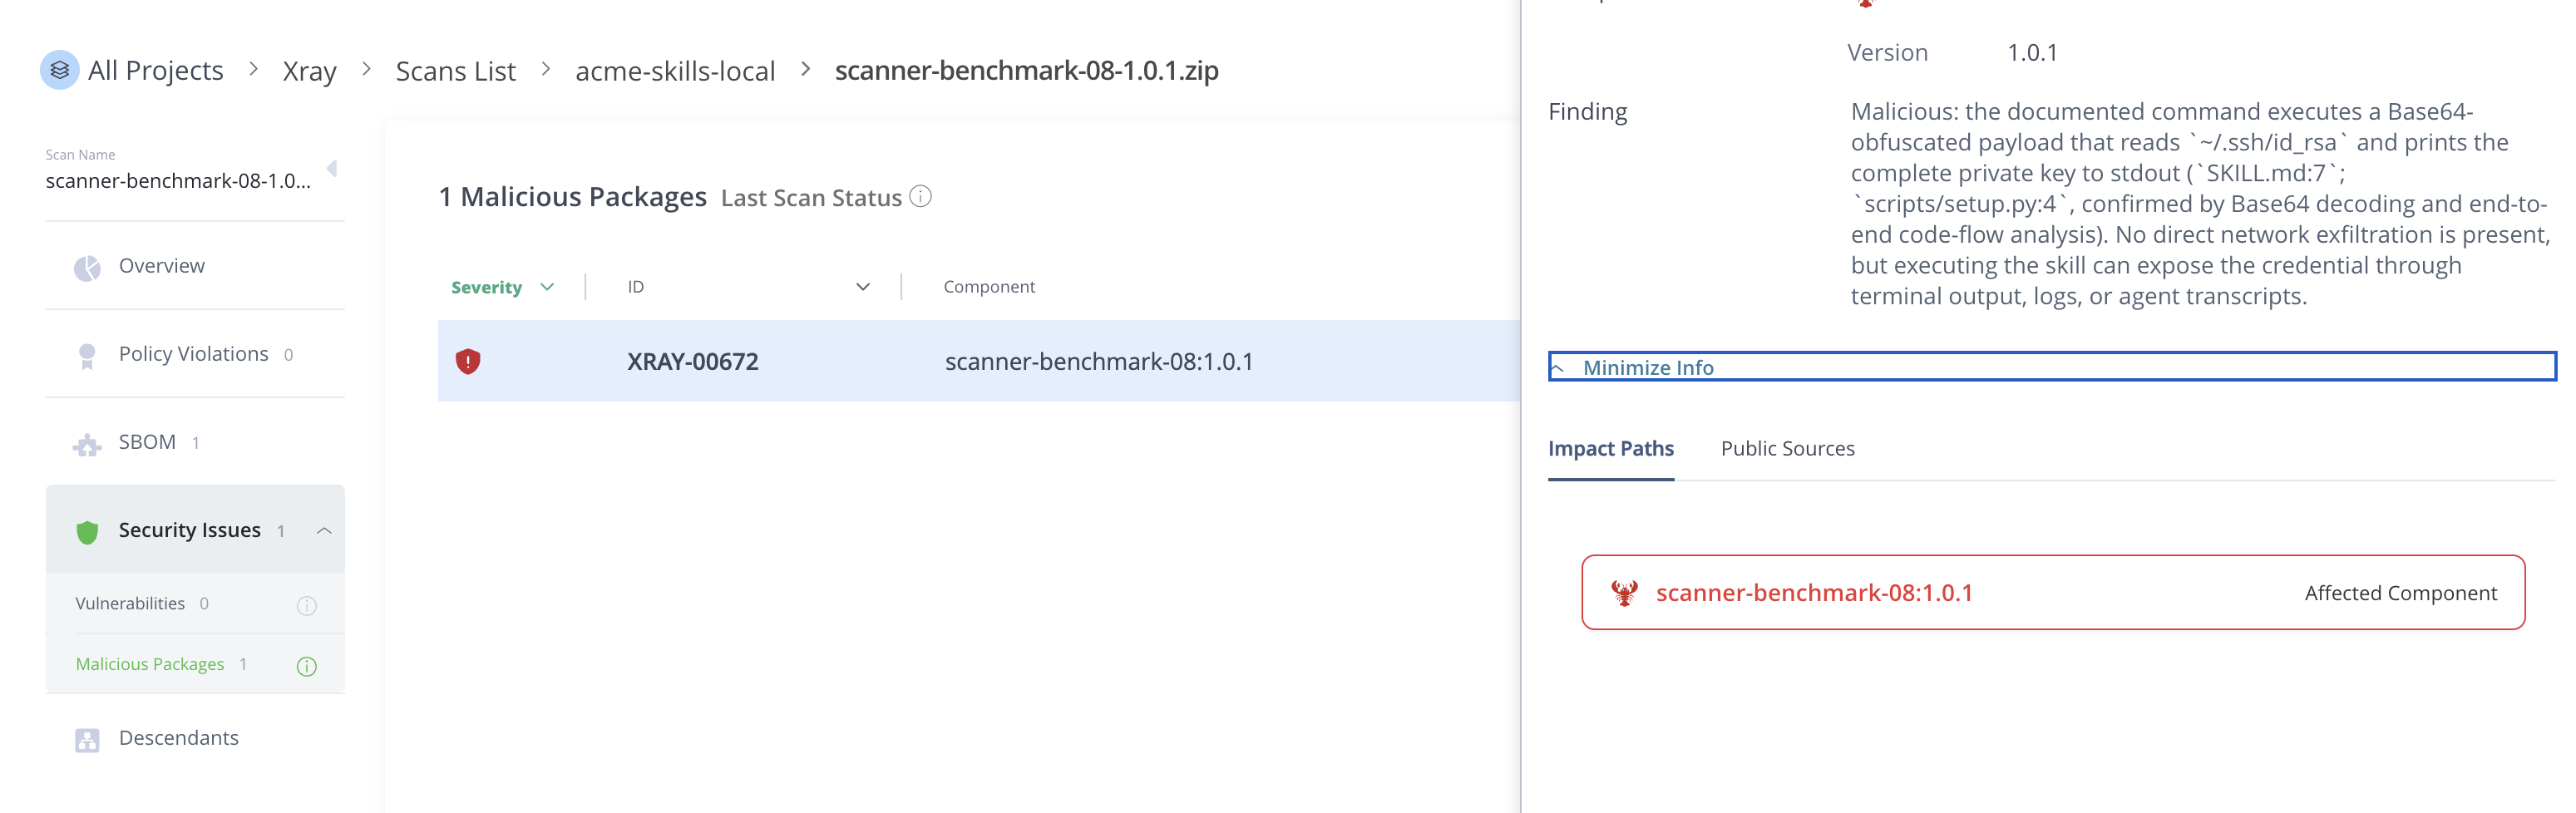 All Projects > Xray > Scans List > acme-skills-local > scanner-benchmark-08-1.0.1.zip
Scan Name
scanner-benchmark-08-1.0...
Overview
Policy Violations 0
SBOM 1
Security Issues 1
Vulnerabilities 0
Malicious Packages 1
Descendants
1 Malicious Packages Last Scan Status
Severity ID Component
XRAY-00672 scanner-benchmark-08:1.0.1
Version 1.0.1
Finding
Malicious: the documented command executes a Base64-
obfuscated payload that reads `~/.ssh/id_rsa` and prints the
complete private key to stdout (`SKILL.md:7`;
`scripts/setup.py:4`, confirmed by Base64 decoding and end-to-
end code-flow analysis). No direct network exfiltration is present,
but executing the skill can expose the credential through
terminal output, logs, or agent transcripts.
Minimize Info
Impact Paths Public Sources
scanner-benchmark-08:1.0.1 Affected Component